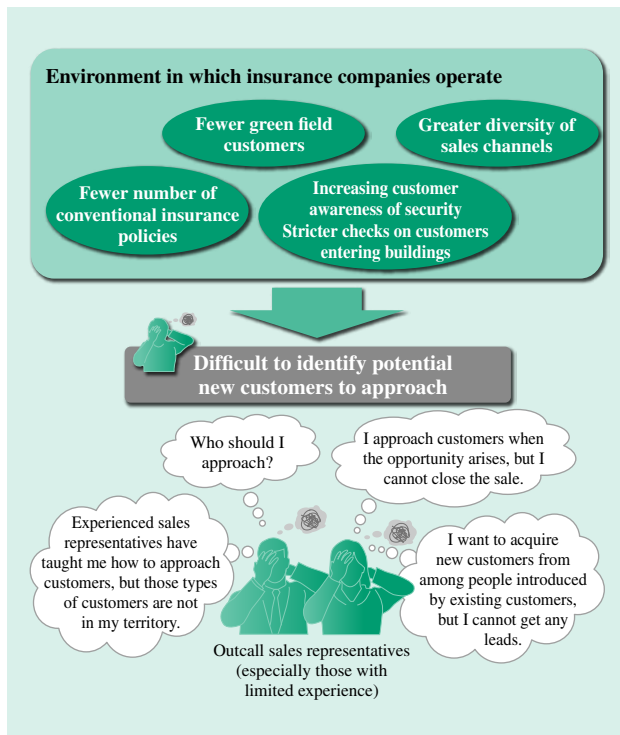 Environment in which insurance companies operate
Fewer green field
customers
Greater diversity of
sales channels
Fewer number of
conventional insurance
policies
Increasing customer
awareness of security
Stricter checks on customers
entering buildings
Difficult to identify potential
new customers to approach
Who should I
approach?
I approach customers when
the opportunity arises, but I
cannot close the sale.
Experienced sales
representatives have
taught me how to approach
customers, but those types
of customers are not
in my territory.
I want to acquire
new customers from
among people introduced
by existing customers,
but I cannot get any
leads.
Outcall sales representatives
(especially those with
limited experience)